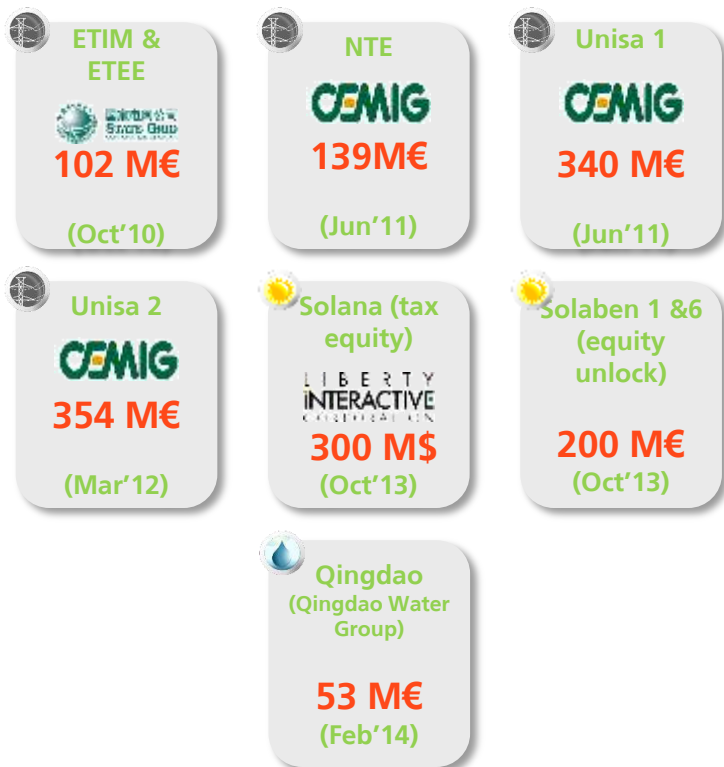 ETIM &
ETEE
102 M€
(Oct'10)
NTE
CEMIG
139M€
(Jun'11)
Unisa 1
CEMIG
340 M€
(Jun'11)
Unisa 2
CEMIG
354 M€
(Mar'12)
Solana (tax
equity)
LIBERTY
INTERACTIVE
CORPORATION
300 M$
(Oct'13)
Solaben 1 &6
(equity
unlock)
200 M€
(Oct'13)
Qingdao
(Qingdao Water
Group)
53 M€
(Feb'14)